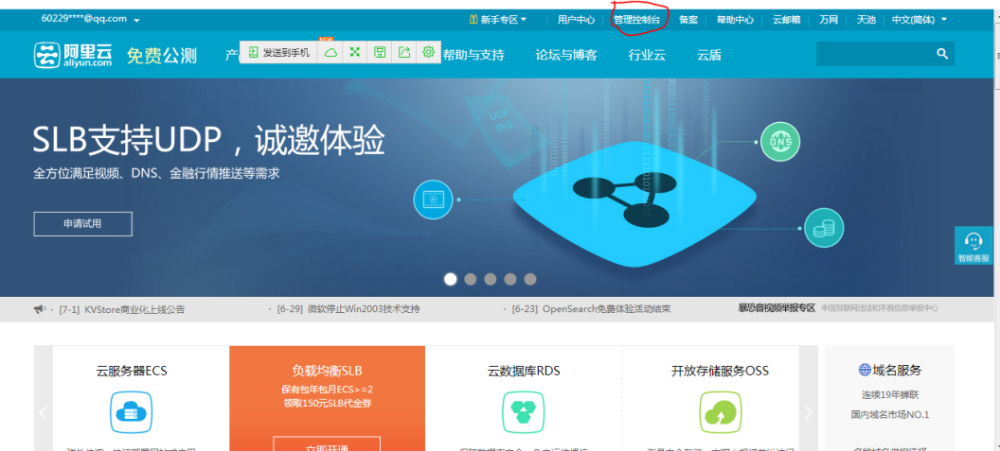 60229****@qq.com 新手专区 用户中心 管理控制台 备案 帮助中心 云邮箱 万网 天池 中文(简体)
阿里云 aliyun.com 免费公测 产 NEW 发送到手机 帮助与支持 论坛与博客 行业云 云盾
SLB支持UDP，诚邀体验
全方位满足视频、DNS、金融行情推送等需求
申请试用
UDP
协议
DNS
智能客服
· [7-1] KVStore商业化上线公告 · [6-29] 微软停止Win2003技术支持 · [6-23] OpenSearch免费体验活动结束 暴恐音视频举报专区 中国互联网违法和不良信息举报中心
云服务器ECS
负载均衡SLB
保有包年包月ECS>=2
领取150元SLB代金券
立即开通
云数据库RDS
开放存储服务OSS
域名服务
连续19年蝉联
国内域名市场NO.1